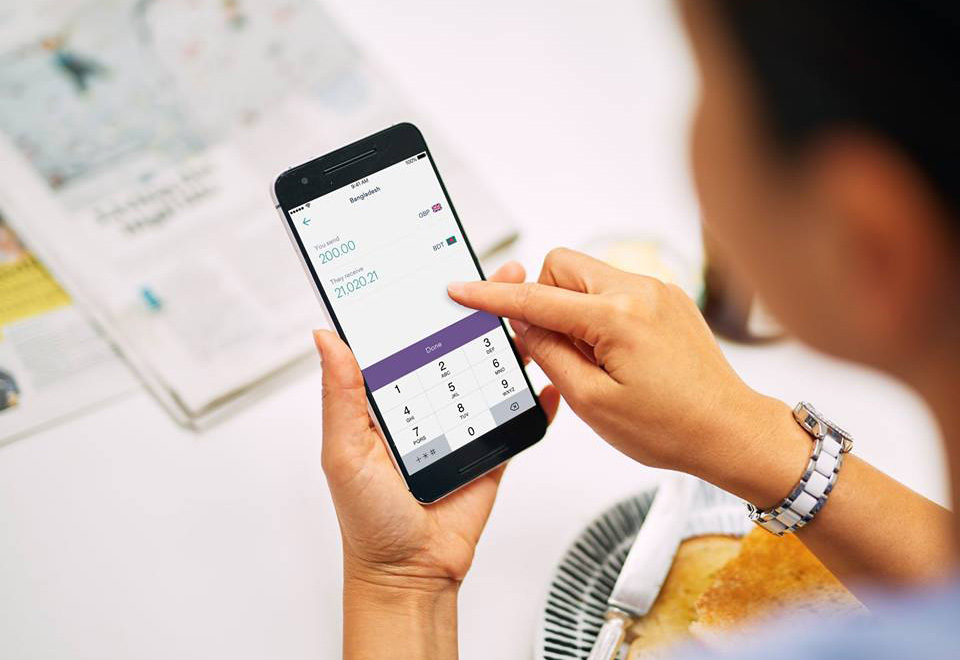 100%
9:41 AM
Bangladesh
You send
GBP
200.00
They receive
BDT
21,020.21
Done
1
2
ABC
3
DEF
4
GHI
5
JKL
6
MNO
7
PQRS
8
TUV
9
WXYZ
+*#
0